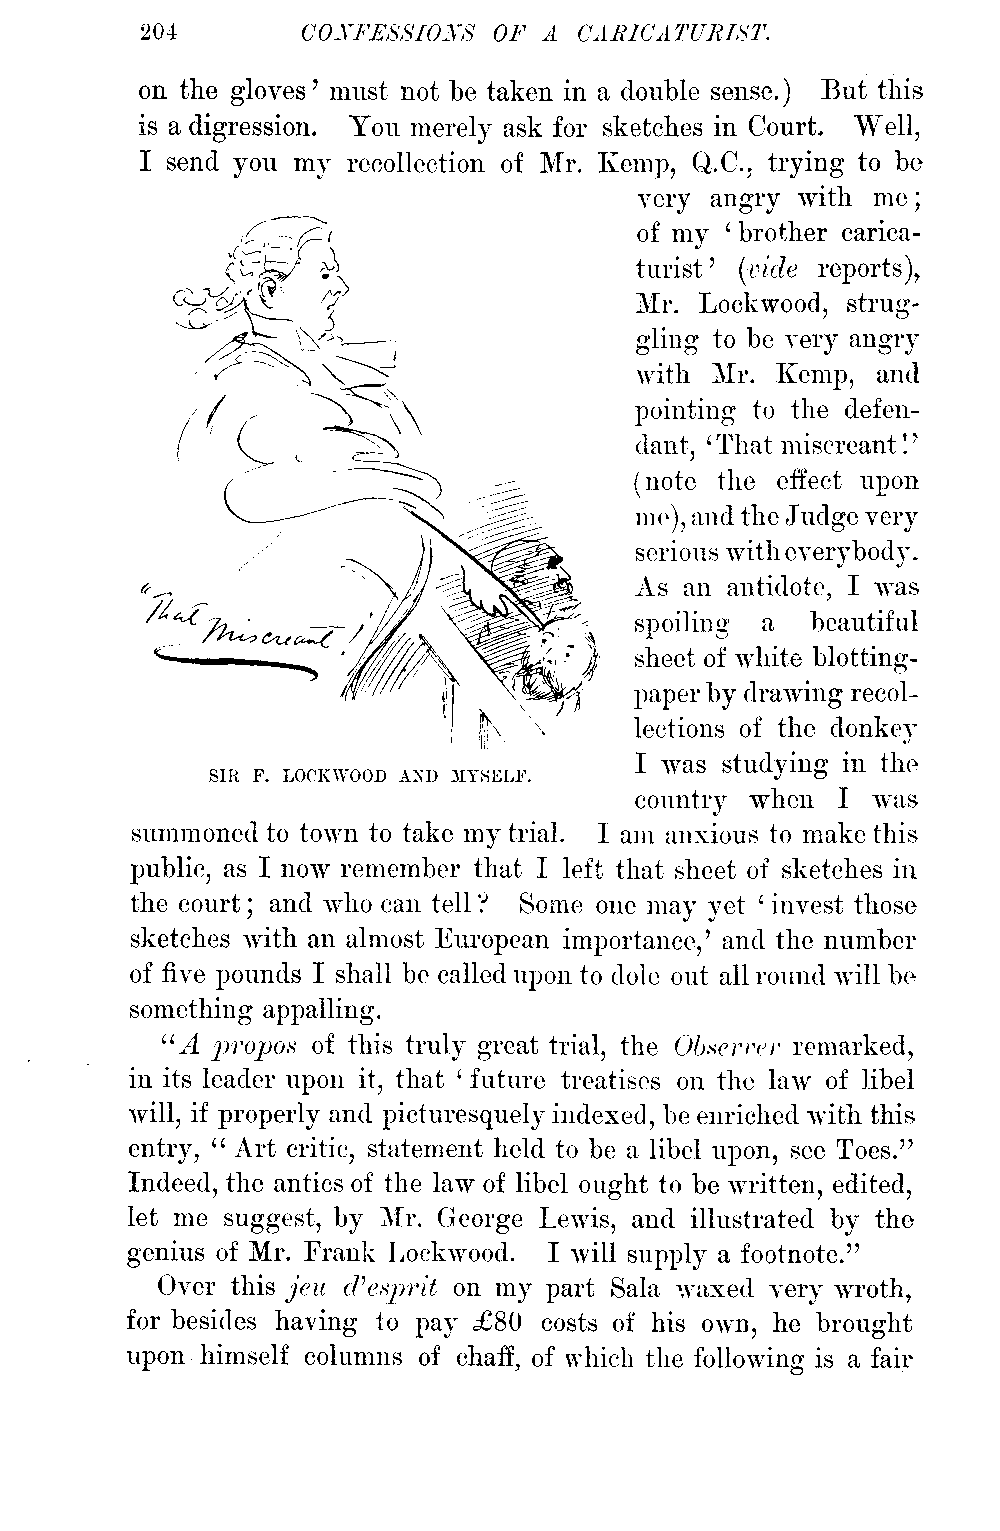 204 CONFESSIONS OF A CARICATURIST.
on the gloves' must not be taken in a double sense.) But this
is a digression. You merely ask for sketches in Court. Well,
I send you my recollection of Mr. Kemp, Q.C., trying to be
very angry with me;
of my 'brother carica-
turist' (vide reports),
Mr. Lockwood, strug-
gling to be very angry
with Mr. Kemp, and
pointing to the defen-
dant, 'That miscreant!'
(note the effect upon
me), and the Judge very
serious with everybody.
As an antidote, I was
spoiling a beautiful
sheet of white blotting-
paper by drawing recol-
lections of the donkey
I was studying in the
country when I was
"That
Miscreant!
SIR F. LOCKWOOD AND MYSELF.
summoned to town to take my trial. I am anxious to make this
public, as I now remember that I left that sheet of sketches in
the court; and who can tell? Some one may yet 'invest those
sketches with an almost European importance,' and the number
of five pounds I shall be called upon to dole out all round will be
something appalling.
"A propos of this truly great trial, the Observer remarked,
in its leader upon it, that 'future treatises on the law of libel
will, if properly and picturesquely indexed, be enriched with this
entry, " Art critic, statement held to be a libel upon, see Toes."
Indeed, the antics of the law of libel ought to be written, edited,
let me suggest, by Mr. George Lewis, and illustrated by the
genius of Mr. Frank Lockwood. I will supply a footnote."
Over this jeu d'esprit on my part Sala waxed very wroth,
for besides having to pay £80 costs of his own, he brought
upon himself columns of chaff, of which the following is a fair